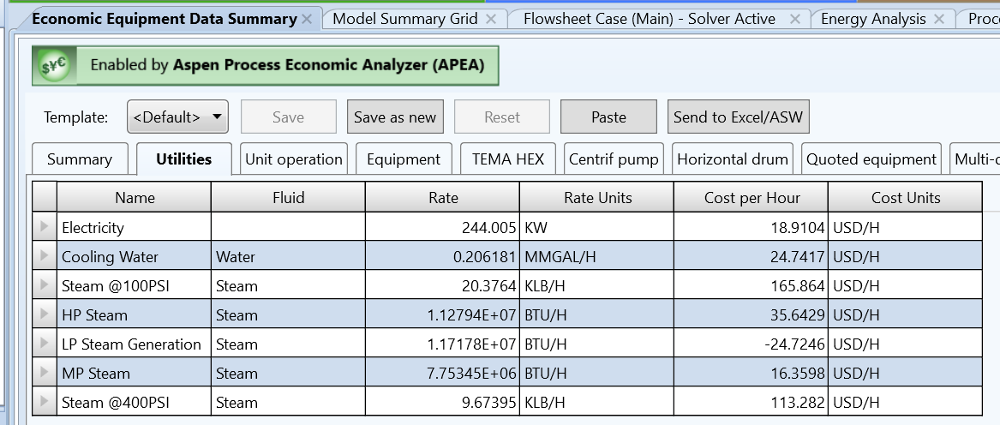 Economic Equipment Data Summary Model Summary Grid Flowsheet Case (Main) - Solver Active Energy Analysis
$¥€ Enabled by Aspen Process Economic Analyzer (APEA)
Template: <Default> Save Save as new Reset Paste Send to Excel/ASW
Summary Utilities Unit operation Equipment TEMA HEX Centrif pump Horizontal drum Quoted equipment
Name Fluid Rate Rate Units Cost per Hour Cost Units
Electricity 244.005 KW 18.9104 USD/H
Cooling Water Water 0.206181 MMGAL/H 24.7417 USD/H
Steam @100PSI Steam 20.3764 KLB/H 165.864 USD/H
HP Steam Steam 1.12794E+07 BTU/H 35.6429 USD/H
LP Steam Generation Steam 1.17178E+07 BTU/H -24.7246 USD/H
MP Steam Steam 7.75345E+06 BTU/H 16.3598 USD/H
Steam @400PSI Steam 9.67395 KLB/H 113.282 USD/H